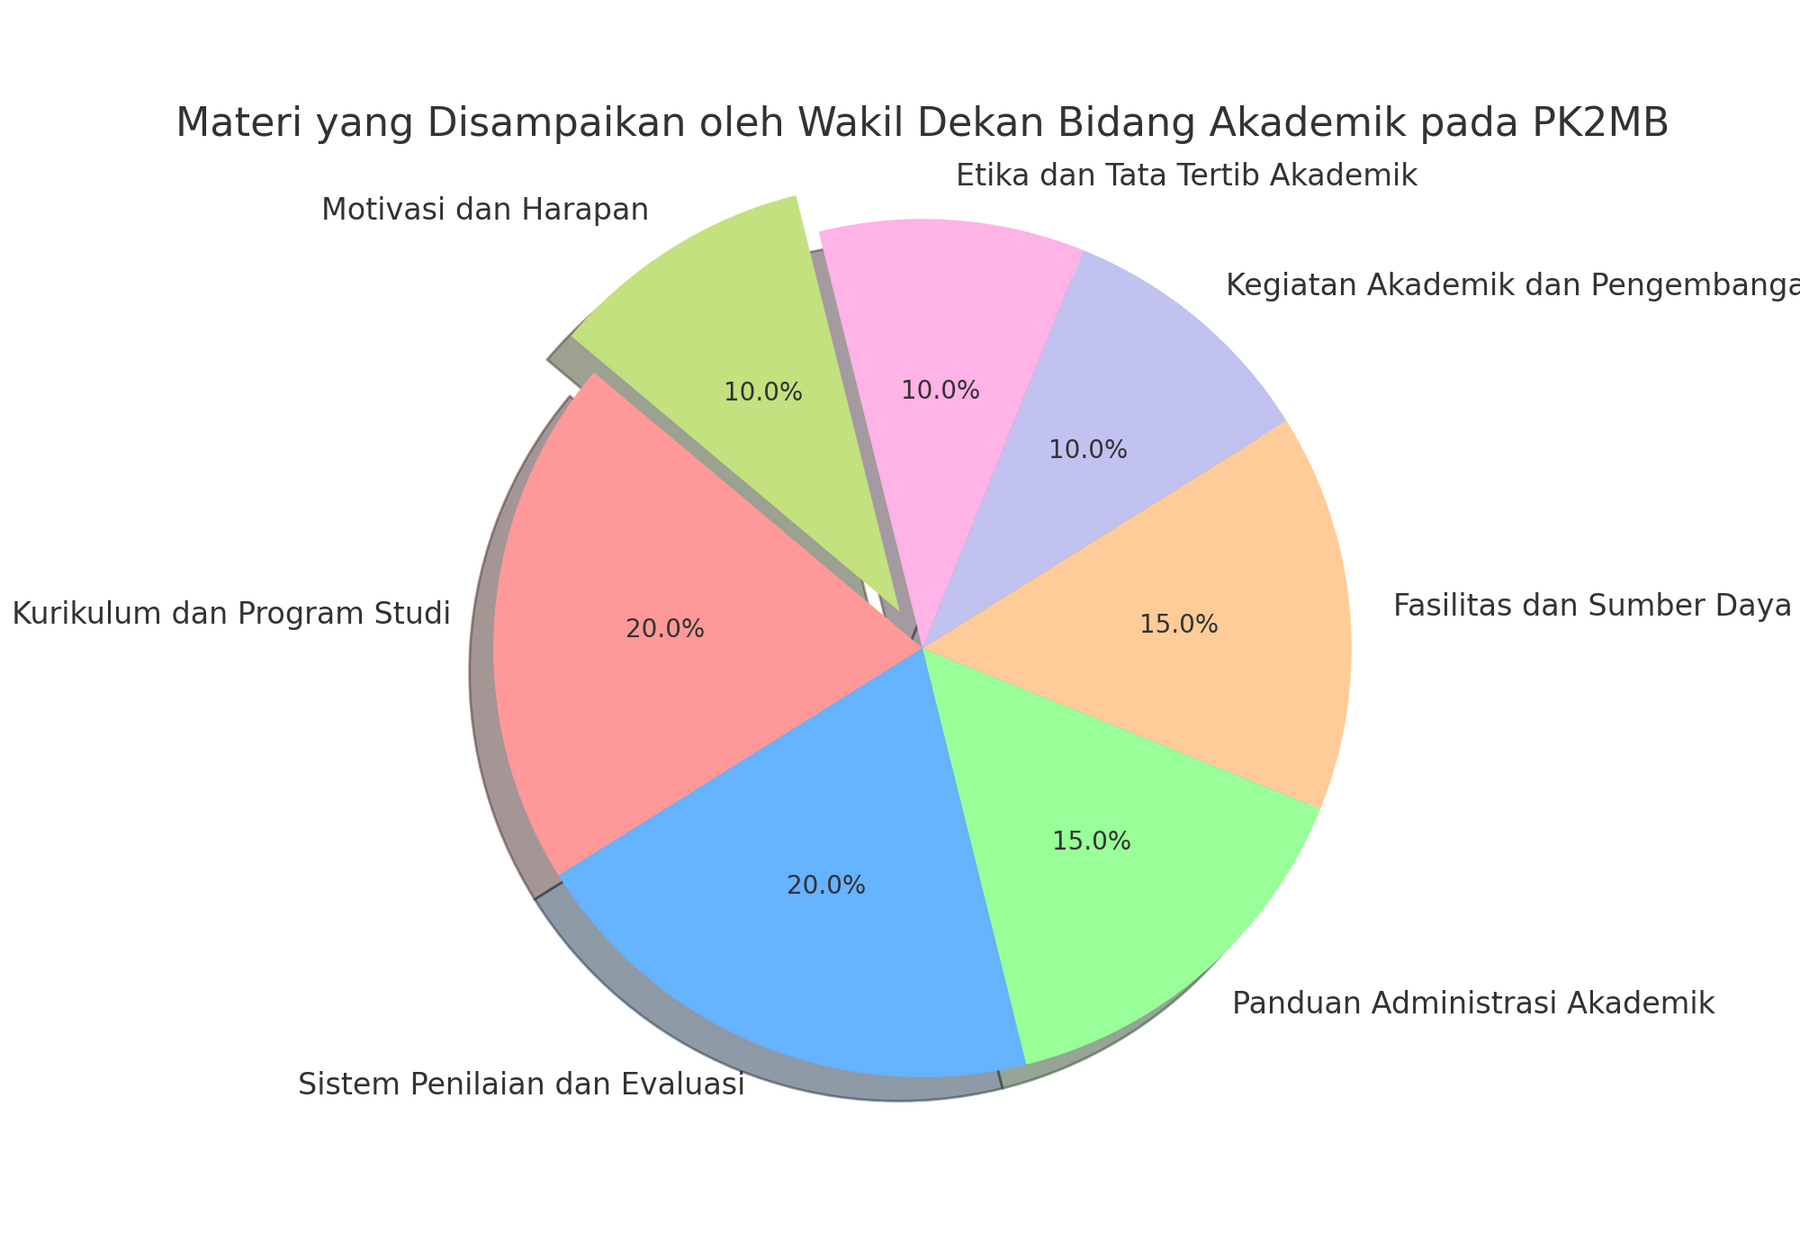 Materi yang Disampaikan oleh Wakil Dekan Bidang Akademik pada PK2MB
Etika dan Tata Tertib Akademik
Motivasi dan Harapan
Kegiatan Akademik dan Pengembanga
10.0%
10.0%
10.0%
Kurikulum dan Program Studi
20.0%
15.0%
Fasilitas dan Sumber Daya
15.0%
20.0%
Panduan Administrasi Akademik
Sistem Penilaian dan Evaluasi